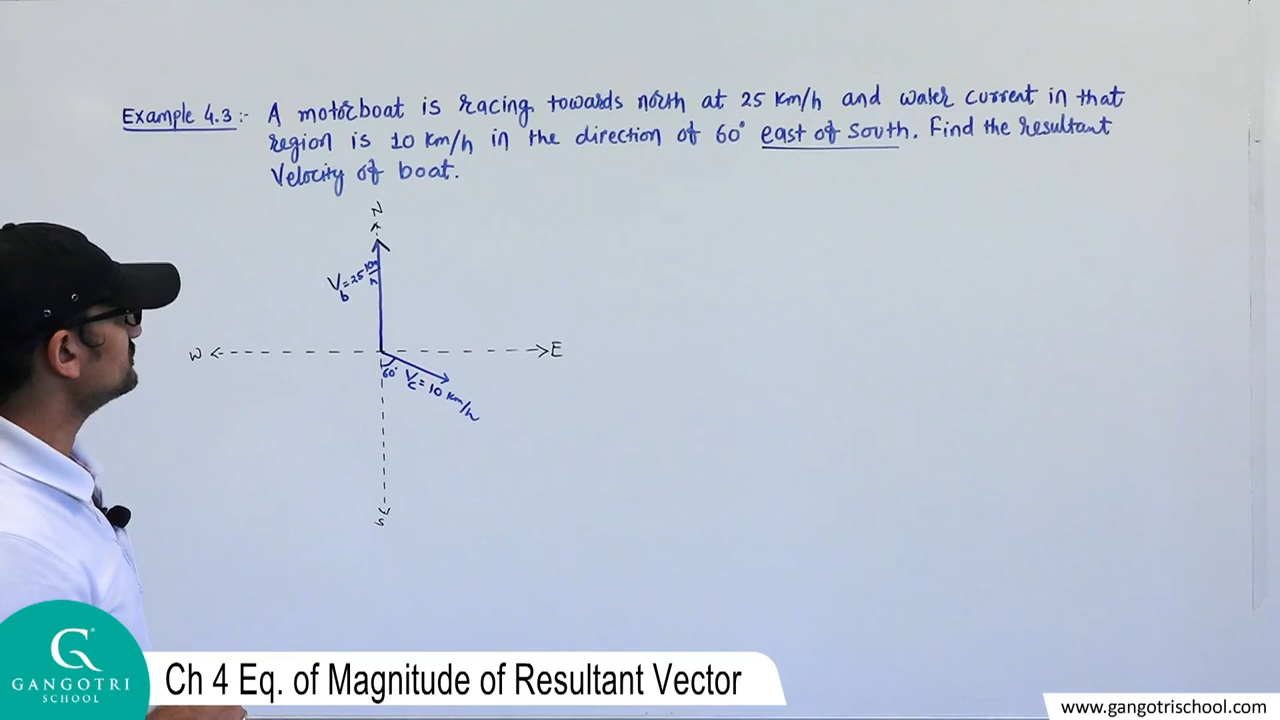 Example 4.3:- A motorboat is racing towards north at 25 Km/h and water current in that
region is 10 Km/h in the direction of 60° east of South. Find the resultant
Velocity of boat.
N
Vb = 25 Km/h
W
E
60°
Vc = 10 Km/h
S
G
GANGOTRI
SCHOOL
Ch 4 Eq. of Magnitude of Resultant Vector
www.gangotrischool.com